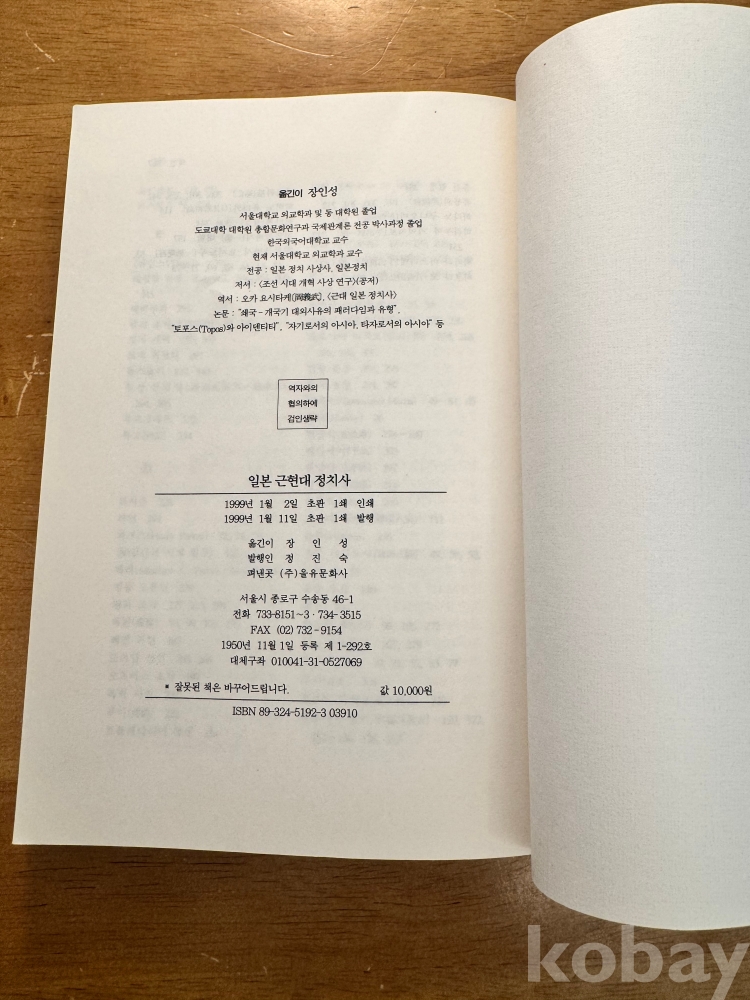 옮긴이 장인성
서울대학교 외교학과 및 동 대학원 졸업
도쿄대학 대학원 총합문화연구과 국제관계론 전공 박사과정 졸업
한국외국어대학교 교수
현재 서울대학교 외교학과 교수
전공 : 일본 정치 사상사, 일본정치
저서 : 〈조선 시대 개혁 사상 연구〉(공저)
역서 : 오카 요시타케(岡義武), 〈근대 일본 정치사〉
논문 : "쇄국-개국기 대외사유의 패러다임과 유형",
"토포스(Topos)와 아이덴티티", "자기로서의 아시아, 타자로서의 아시아" 등
역자와의
협의하에
검인생략
일본 근현대 정치사
1999년 1월 2일 초판 1쇄 인쇄
1999년 1월 11일 초판 1쇄 발행
옮긴이 장 인 성
발행인 정 진 숙
펴낸곳 (주)을유문화사
서울시 종로구 수송동 46-1
전화 733-8151~3 · 734-3515
FAX (02) 732-9154
1950년 11월 1일 등록 제 1-292호
대체구좌 010041-31-0527069
* 잘못된 책은 바꾸어드립니다. 값 10,000원
ISBN 89-324-5192-3 03910
kobay